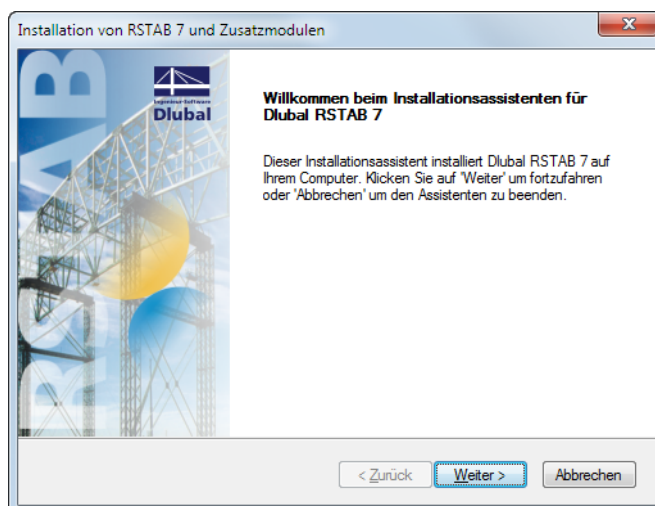 Installation von RSTAB 7 und Zusatzmodulen
RSTAB
Ingenieur-Software
Dlubal
Willkommen beim Installationsassistenten für
Dlubal RSTAB 7
Dieser Installationsassistent installiert Dlubal RSTAB 7 auf
Ihrem Computer. Klicken Sie auf 'Weiter' um fortzufahren
oder 'Abbrechen' um den Assistenten zu beenden.
< Zurück
Weiter >
Abbrechen